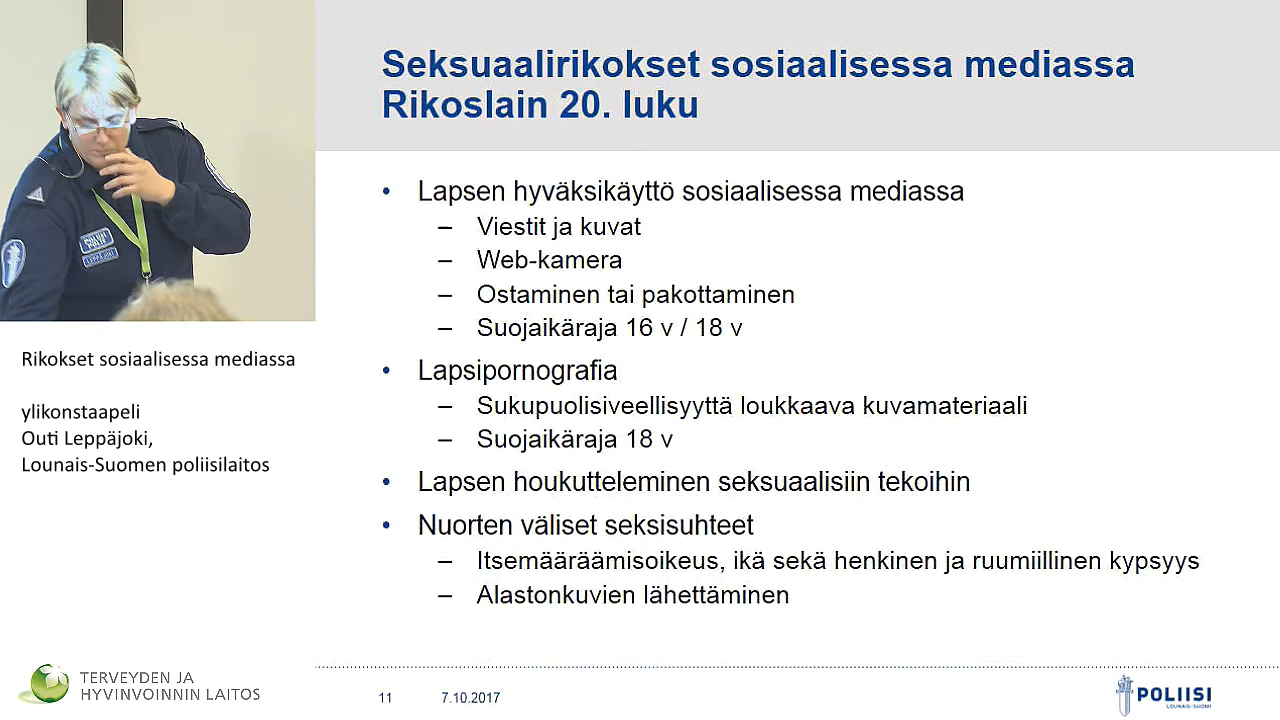 Seksuaalirikokset sosiaalisessa mediassa
Rikoslain 20. luku
• Lapsen hyväksikäyttö sosiaalisessa mediassa
– Viestit ja kuvat
– Web-kamera
– Ostaminen tai pakottaminen
– Suojaikäraja 16 v / 18 v
• Lapsipornografia
– Sukupuolisiveellisyyttä loukkaava kuvamateriaali
– Suojaikäraja 18 v
• Lapsen houkutteleminen seksuaalisiin tekoihin
• Nuorten väliset seksisuhteet
– Itsemääräämisoikeus, ikä sekä henkinen ja ruumiillinen kypsyys
– Alastonkuvien lähettäminen
Rikokset sosiaalisessa mediassa
ylikonstaapeli
Outi Leppäjoki,
Lounais-Suomen poliisilaitos
TERVEYDEN JA
HYVINVOINNIN LAITOS
11 7.10.2017
POLIISI
LOUNAIS-SUOMI
LEPPÄJOKI